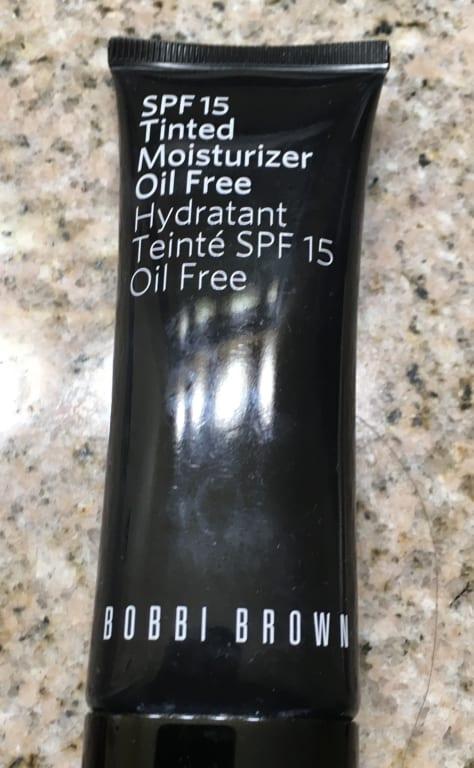 SPF 15
Tinted
Moisturizer
Oil Free
Hydratant
Teinté SPF 15
Oil Free
BOBBI BROWN